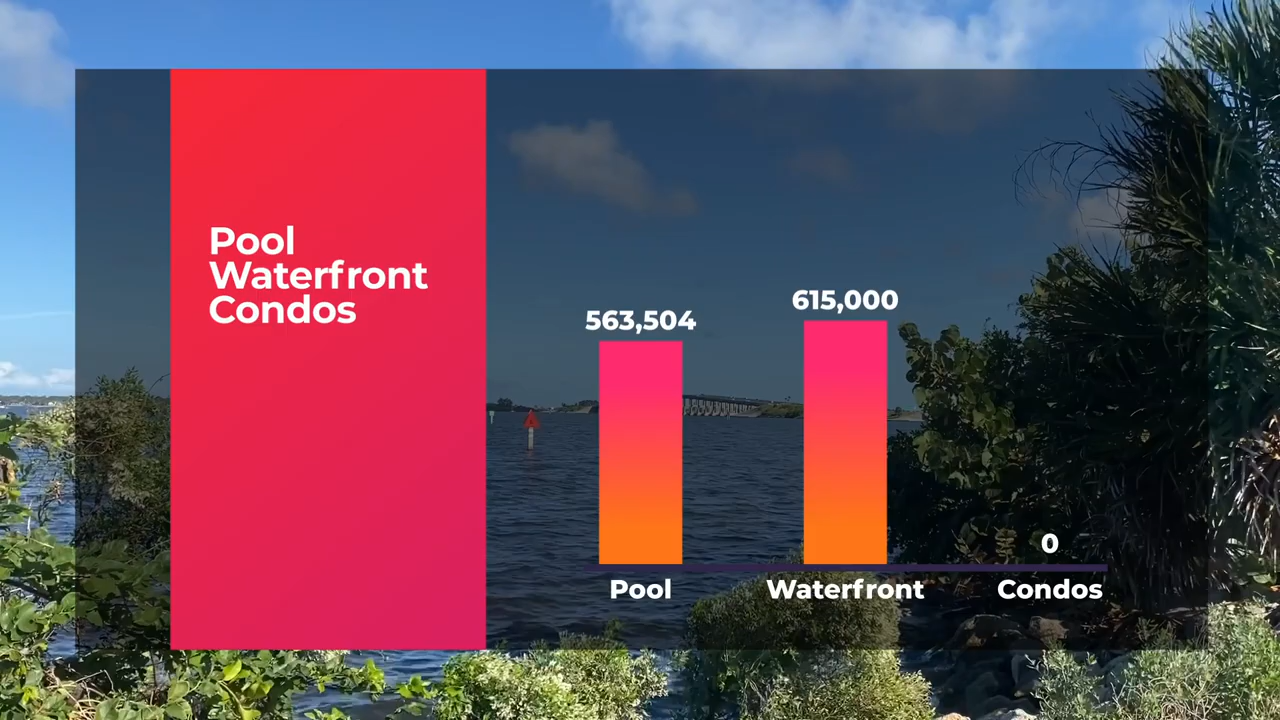 Pool
Waterfront
Condos
563,504
615,000
0
Pool
Waterfront
Condos